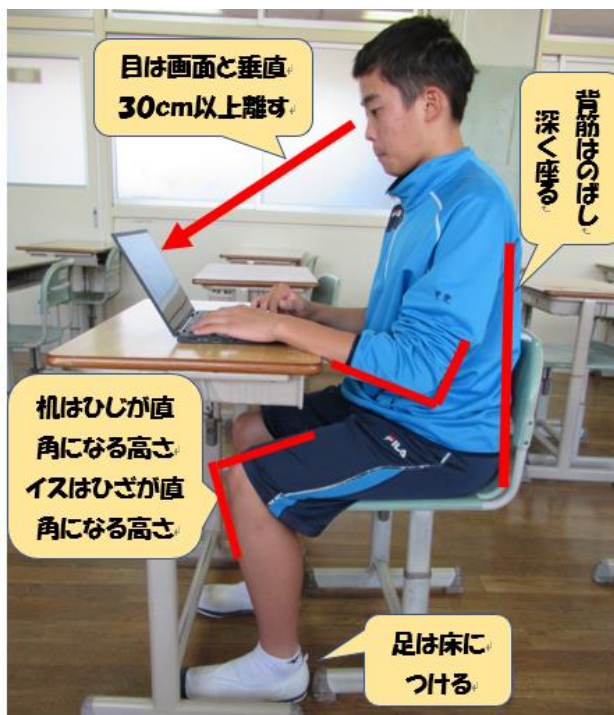 目は画面と垂直
30cm以上離す
背筋はのばし
深く座る
机はひじが直
角になる高さ
イスはひざが直
角になる高さ
FILA
足は床に
つける